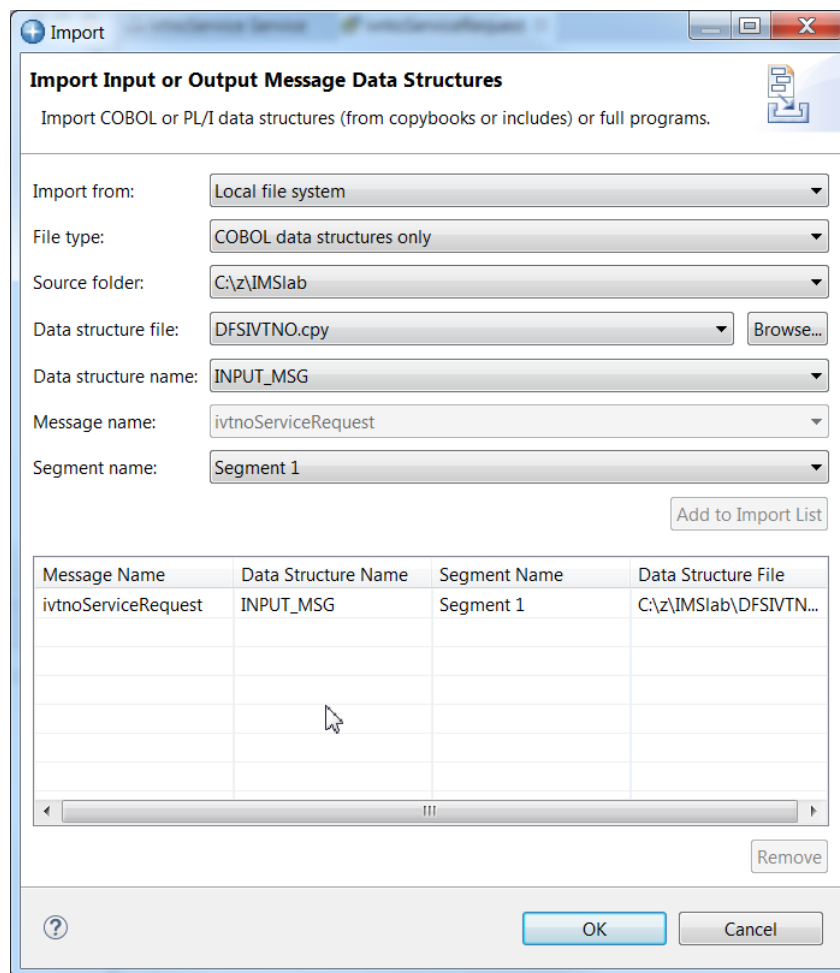 Import
Import Input or Output Message Data Structures
Import COBOL or PL/I data structures (from copybooks or includes) or full programs.
Import from: Local file system
File type: COBOL data structures only
Source folder: C:\z\IMSlab
Data structure file: DFSIVTNO.cpy Browse...
Data structure name: INPUT_MSG
Message name: ivtnoServiceRequest
Segment name: Segment 1
Add to Import List
Message Name Data Structure Name Segment Name Data Structure File
ivtnoServiceRequest INPUT_MSG Segment 1 C:\z\IMSlab\DFSIVTN...
Remove
OK Cancel